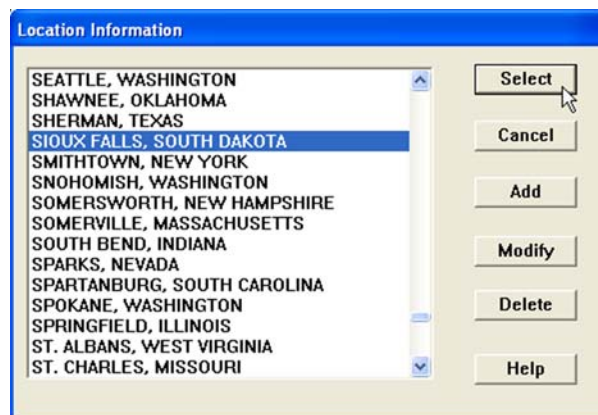 Location Information
SEATTLE, WASHINGTON
SHAWNEE, OKLAHOMA
SHERMAN, TEXAS
SIOUX FALLS, SOUTH DAKOTA
SMITHTOWN, NEW YORK
SNOHOMISH, WASHINGTON
SOMERSWORTH, NEW HAMPSHIRE
SOMERVILLE, MASSACHUSETTS
SOUTH BEND, INDIANA
SPARKS, NEVADA
SPARTANBURG, SOUTH CAROLINA
SPOKANE, WASHINGTON
SPRINGFIELD, ILLINOIS
ST. ALBANS, WEST VIRGINIA
ST. CHARLES, MISSOURI
Select
Cancel
Add
Modify
Delete
Help